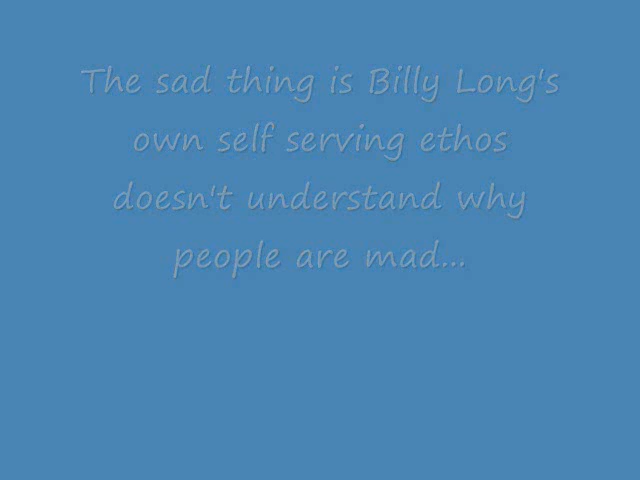 The sad thing is Billy Long's
own self serving ethos
doesn't understand why
people are mad...